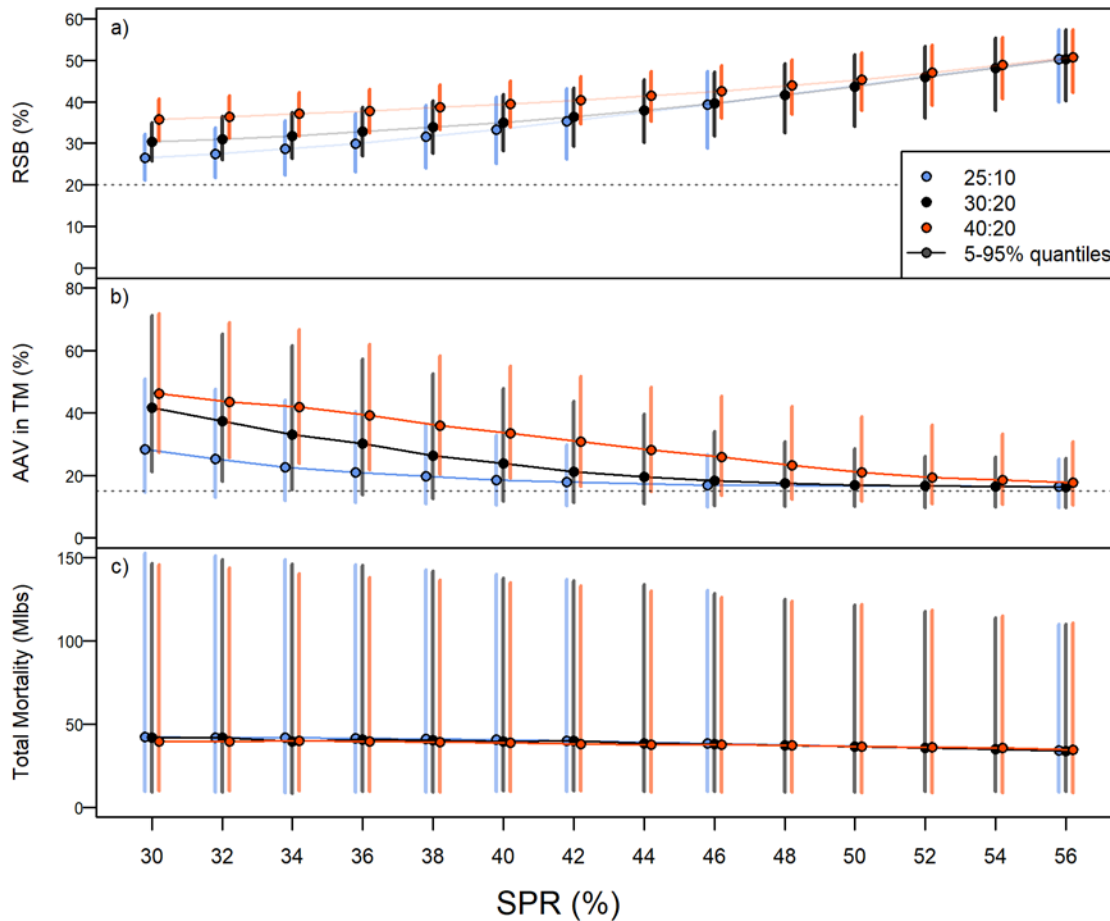 a)
60
50
40
30
20
10
0
RSB (%)
25:10
30:20
40:20
5-95% quantiles
b)
80
60
40
20
0
AAV in TM (%)
c)
150
100
50
0
Total Mortality (Mlbs)
30 32 34 36 38 40 42 44 46 48 50 52 54 56
SPR (%)